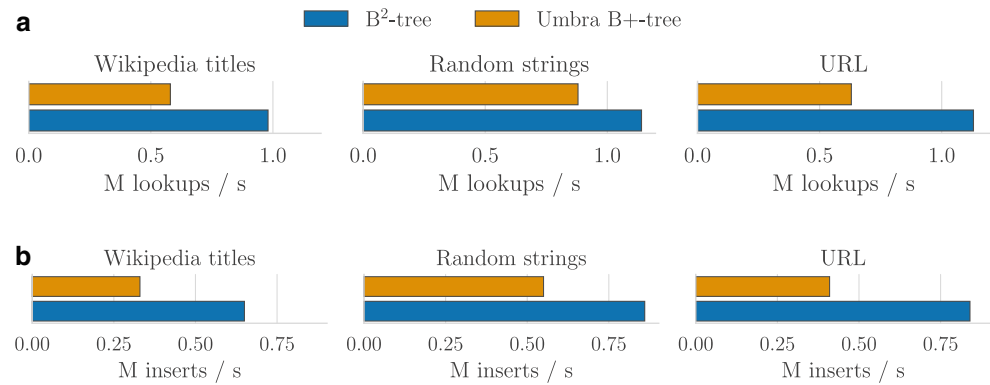 a
B²-tree Umbra B+-tree
Wikipedia titles Random strings URL
0.0 0.5 1.0 0.0 0.5 1.0 0.0 0.5 1.0
M lookups / s M lookups / s M lookups / s
b
Wikipedia titles Random strings URL
0.00 0.25 0.50 0.75 0.00 0.25 0.50 0.75 0.00 0.25 0.50 0.75
M inserts / s M inserts / s M inserts / s